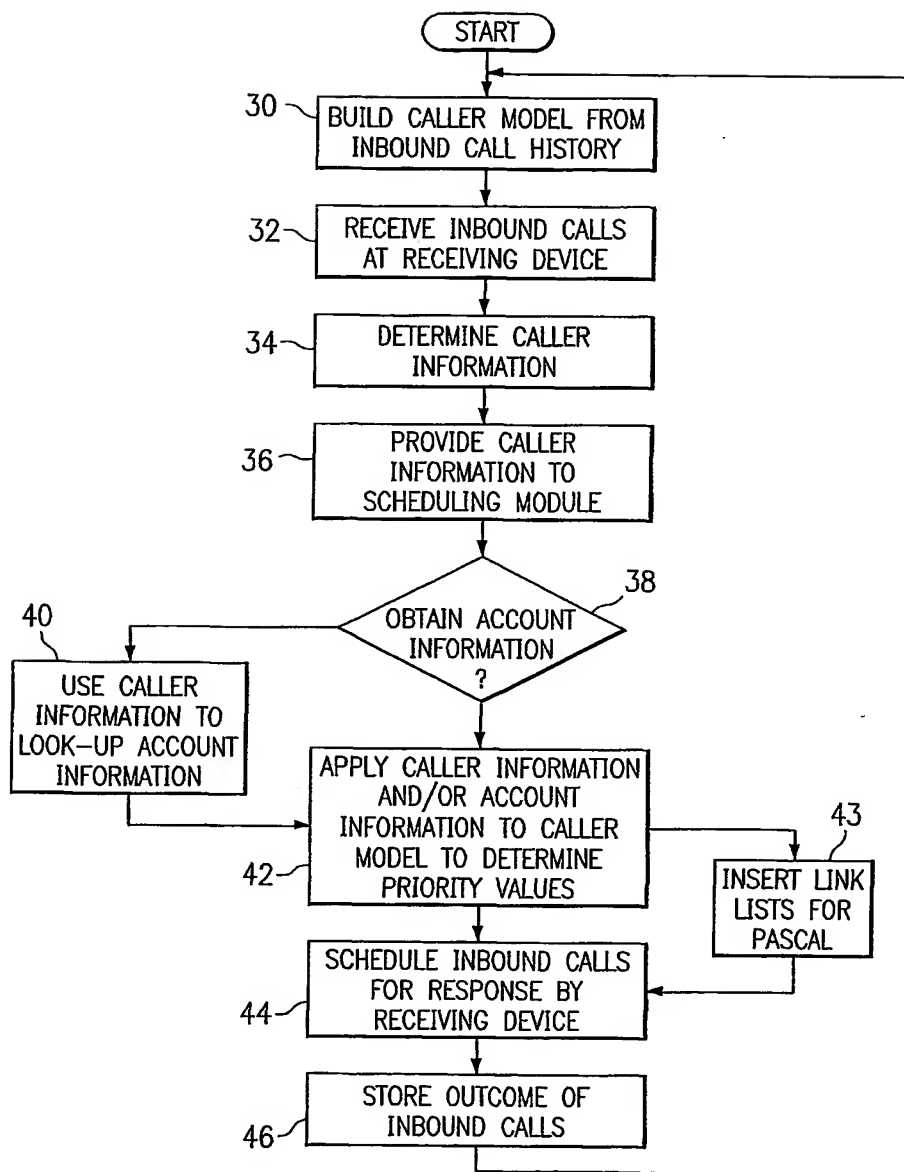 START
30
BUILD CALLER MODEL FROM
INBOUND CALL HISTORY
32
RECEIVE INBOUND CALLS
AT RECEIVING DEVICE
34
DETERMINE CALLER
INFORMATION
36
PROVIDE CALLER
INFORMATION TO
SCHEDULING MODULE
38
OBTAIN ACCOUNT
INFORMATION
?
40
USE CALLER
INFORMATION TO
LOOK-UP ACCOUNT
INFORMATION
42
APPLY CALLER INFORMATION
AND/OR ACCOUNT
INFORMATION TO CALLER
MODEL TO DETERMINE
PRIORITY VALUES
43
INSERT LINK
LISTS FOR
PASCAL
44
SCHEDULE INBOUND CALLS
FOR RESPONSE BY
RECEIVING DEVICE
46
STORE OUTCOME OF
INBOUND CALLS